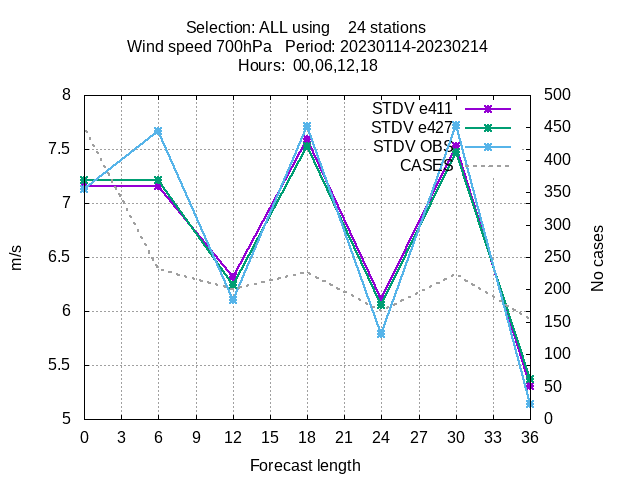 Selection: ALL using    24 stations
Wind speed 700hPa   Period: 20230114-20230214
Hours:  00,06,12,18
STDV e411
STDV e427
STDV OBS
CASES
8
7.5
7
6.5
6
5.5
5
500
450
400
350
300
250
200
150
100
50
0
m/s
No cases
0 3 6 9 12 15 18 21 24 27 30 33 36
Forecast length